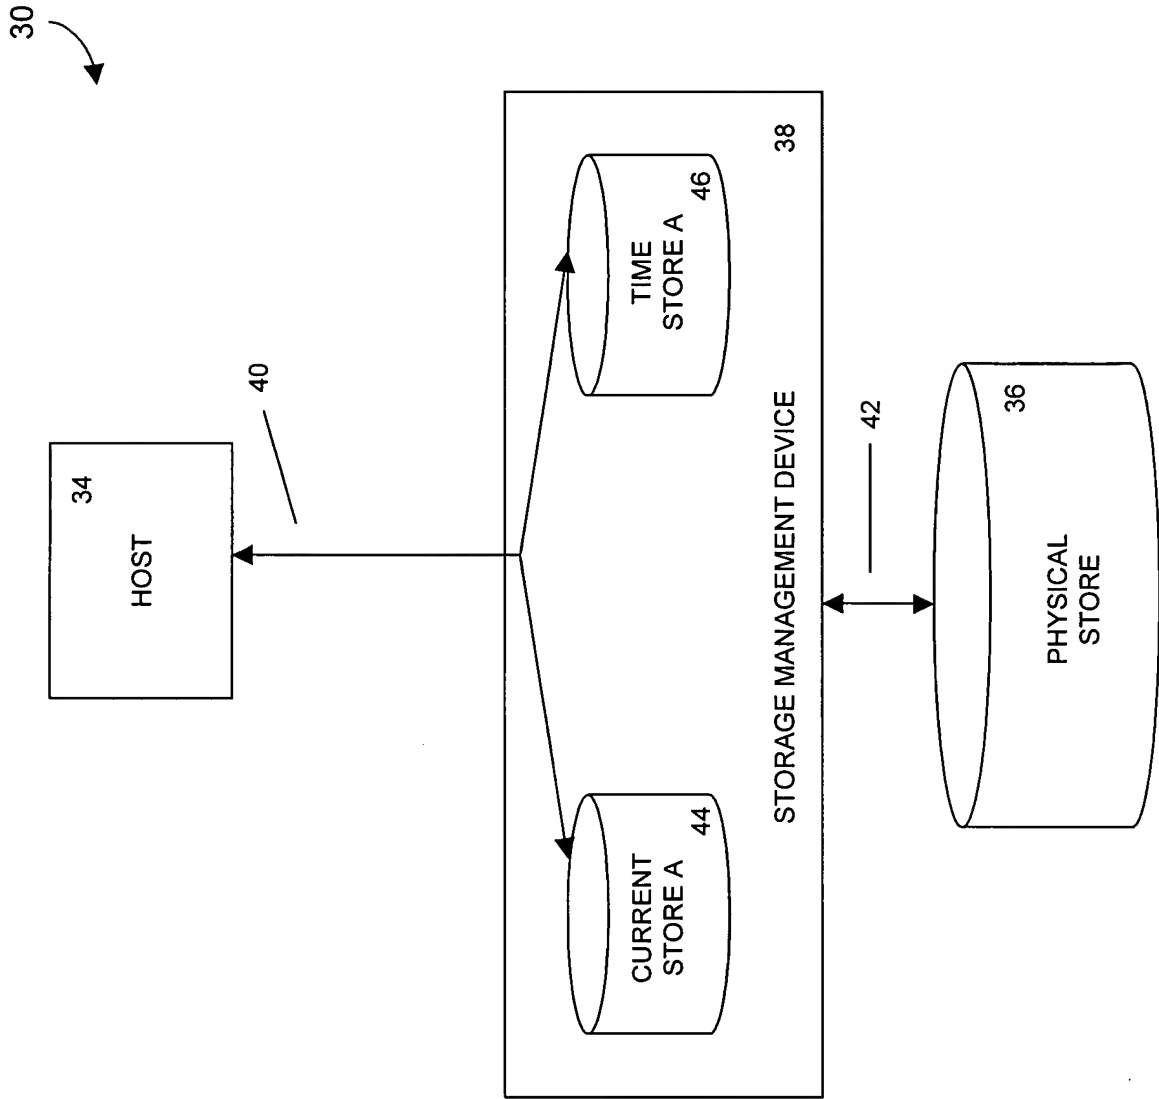 30
34
HOST
40
38
46
TIME
STORE A
44
CURRENT
STORE A
STORAGE MANAGEMENT DEVICE
42
36
PHYSICAL
STORE